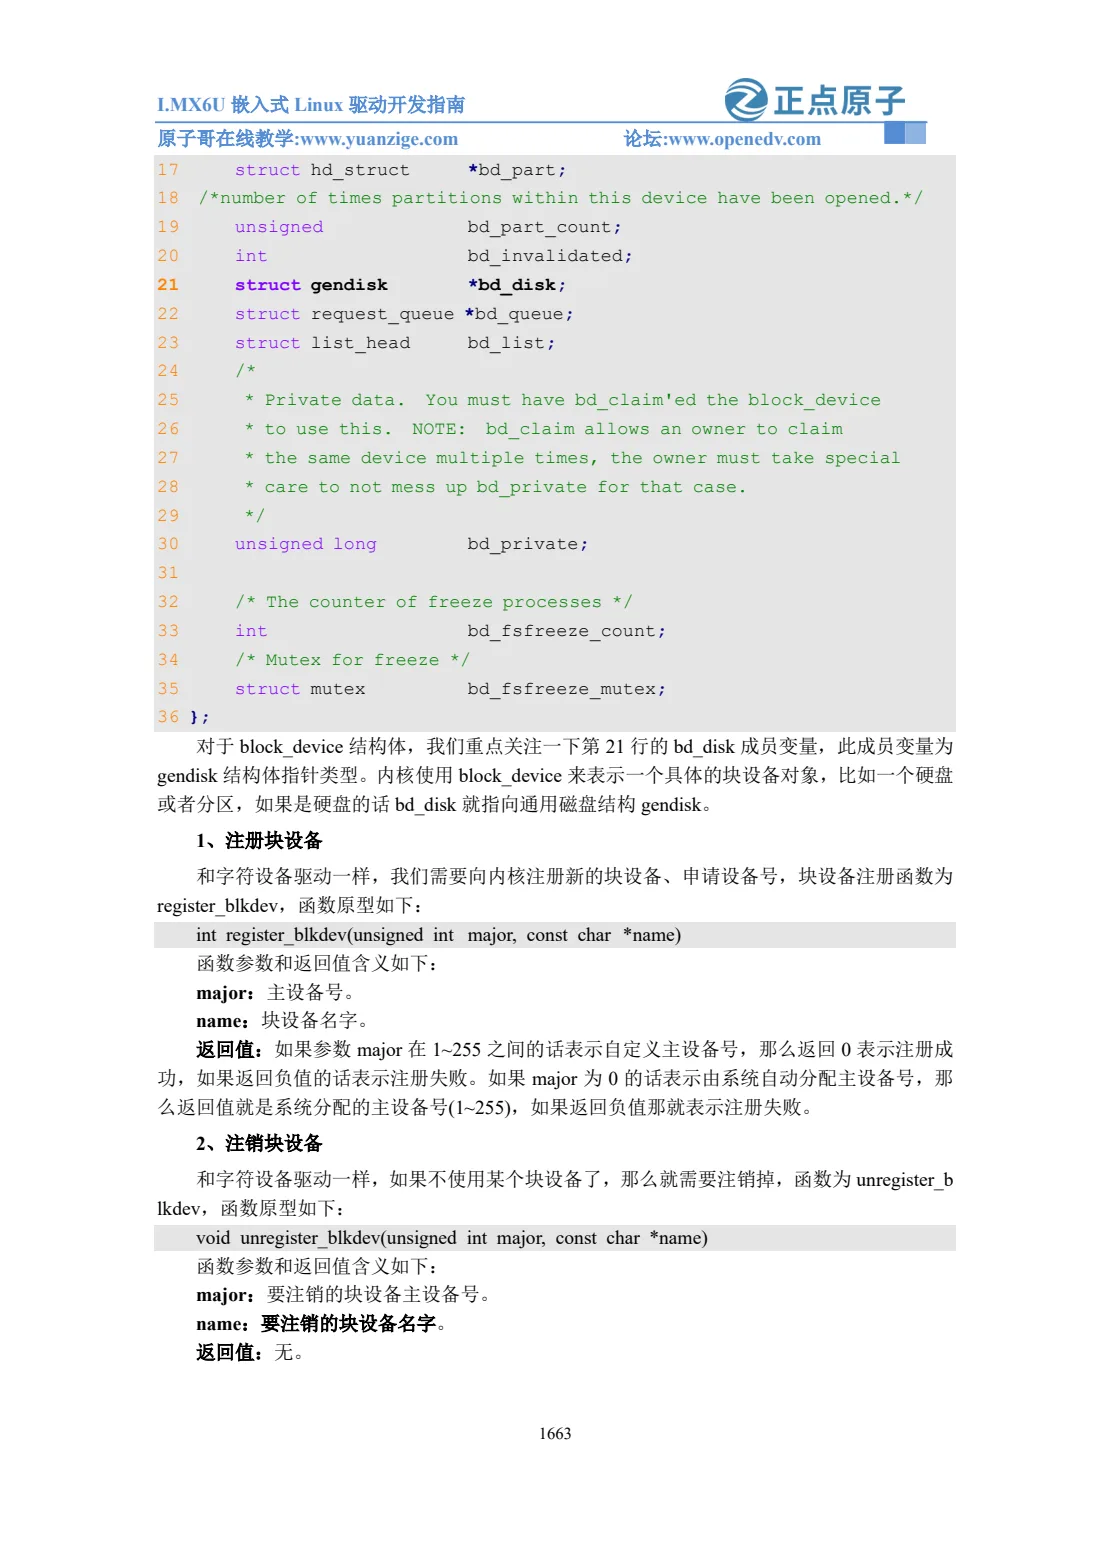 I.MX6U 嵌入式 Linux 驱动开发指南
正点原子
原子哥在线教学:www.yuanzige.com 论坛:www.openedv.com
17 struct hd_struct *bd_part;
18 /*number of times partitions within this device have been opened.*/
19 unsigned bd_part_count;
20 int bd_invalidated;
21 struct gendisk *bd_disk;
22 struct request_queue *bd_queue;
23 struct list_head bd_list;
24 /*
25 * Private data. You must have bd_claim'ed the block_device
26 * to use this. NOTE: bd_claim allows an owner to claim
27 * the same device multiple times, the owner must take special
28 * care to not mess up bd_private for that case.
29 */
30 unsigned long bd_private;
31
32 /* The counter of freeze processes */
33 int bd_fsfreeze_count;
34 /* Mutex for freeze */
35 struct mutex bd_fsfreeze_mutex;
36 };
对于 block_device 结构体，我们重点关注一下第 21 行的 bd_disk 成员变量，此成员变量为
gendisk 结构体指针类型。内核使用 block_device 来表示一个具体的块设备对象，比如一个硬盘
或者分区，如果是硬盘的话 bd_disk 就指向通用磁盘结构 gendisk。
1、注册块设备
和字符设备驱动一样，我们需要向内核注册新的块设备、申请设备号，块设备注册函数为
register_blkdev，函数原型如下：
int register_blkdev(unsigned int major, const char *name)
函数参数和返回值含义如下：
major：主设备号。
name：块设备名字。
返回值：如果参数 major 在 1~255 之间的话表示自定义主设备号，那么返回 0 表示注册成
功，如果返回负值的话表示注册失败。如果 major 为 0 的话表示由系统自动分配主设备号，那
么返回值就是系统分配的主设备号(1~255)，如果返回负值那就表示注册失败。
2、注销块设备
和字符设备驱动一样，如果不使用某个块设备了，那么就需要注销掉，函数为 unregister_b
lkdev，函数原型如下：
void unregister_blkdev(unsigned int major, const char *name)
函数参数和返回值含义如下：
major：要注销的块设备主设备号。
name：要注销的块设备名字。
返回值：无。
1663